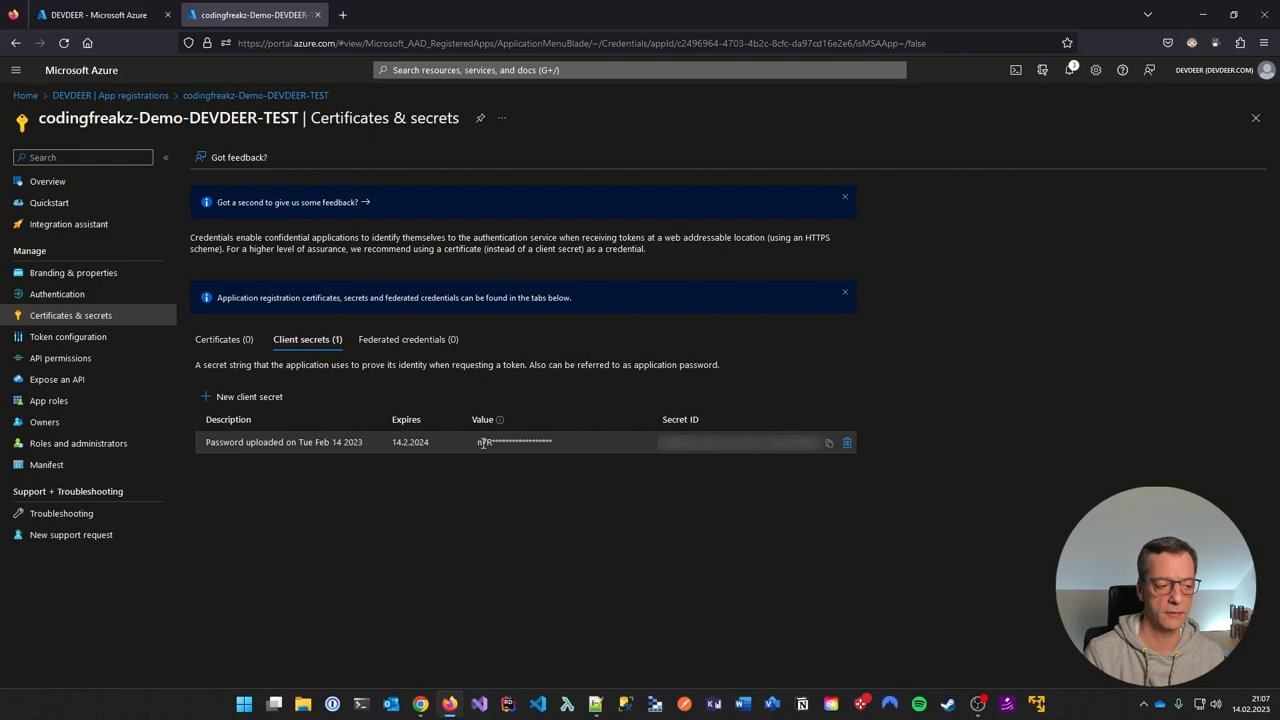 DEVDEER - Microsoft Azure
codingfreakz-Demo-DEVDEER-T
https://portal.azure.com/#view/Microsoft_AAD_RegisteredApps/ApplicationMenuBlade/~/Credentials/appId/c2496964-4703-4b2c-8cfc-da97cd16e2e6/isMSAApp~/false
Microsoft Azure
Search resources, services, and docs (G+/)
3
DEVDEER (DEVDEER.COM)
Home > DEVDEER | App registrations > codingfreakz-Demo-DEVDEER-TEST
codingfreakz-Demo-DEVDEER-TEST | Certificates & secrets
Search
Got feedback?
Overview
Quickstart
Integration assistant
Manage
Branding & properties
Authentication
Certificates & secrets
Token configuration
API permissions
Expose an API
App roles
Owners
Roles and administrators
Manifest
Support + Troubleshooting
Troubleshooting
New support request
Got a second to give us some feedback?
Credentials enable confidential applications to identify themselves to the authentication service when receiving tokens at a web addressable location (using an HTTPS
scheme). For a higher level of assurance, we recommend using a certificate (instead of a client secret) as a credential.
Application registration certificates, secrets and federated credentials can be found in the tabs below.
Certificates (0) Client secrets (1) Federated credentials (0)
A secret string that the application uses to prove its identity when requesting a token. Also can be referred to as application password.
New client secret
Description Expires Value Secret ID
Password uploaded on Tue Feb 14 2023 14.2.2024
21:07
14.02.2023